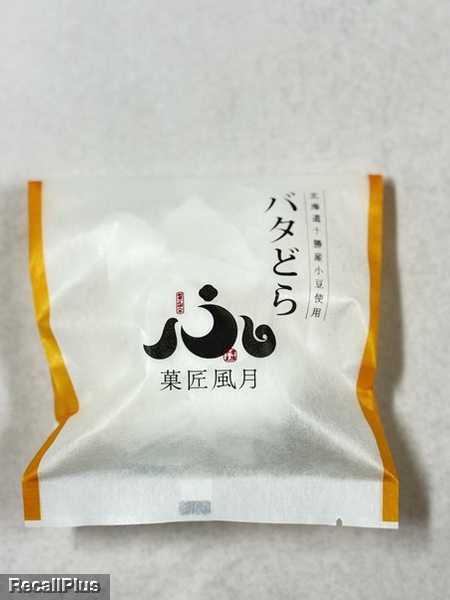 北海道十勝産小豆使用
バタどら
菓匠風月
RecallPlus